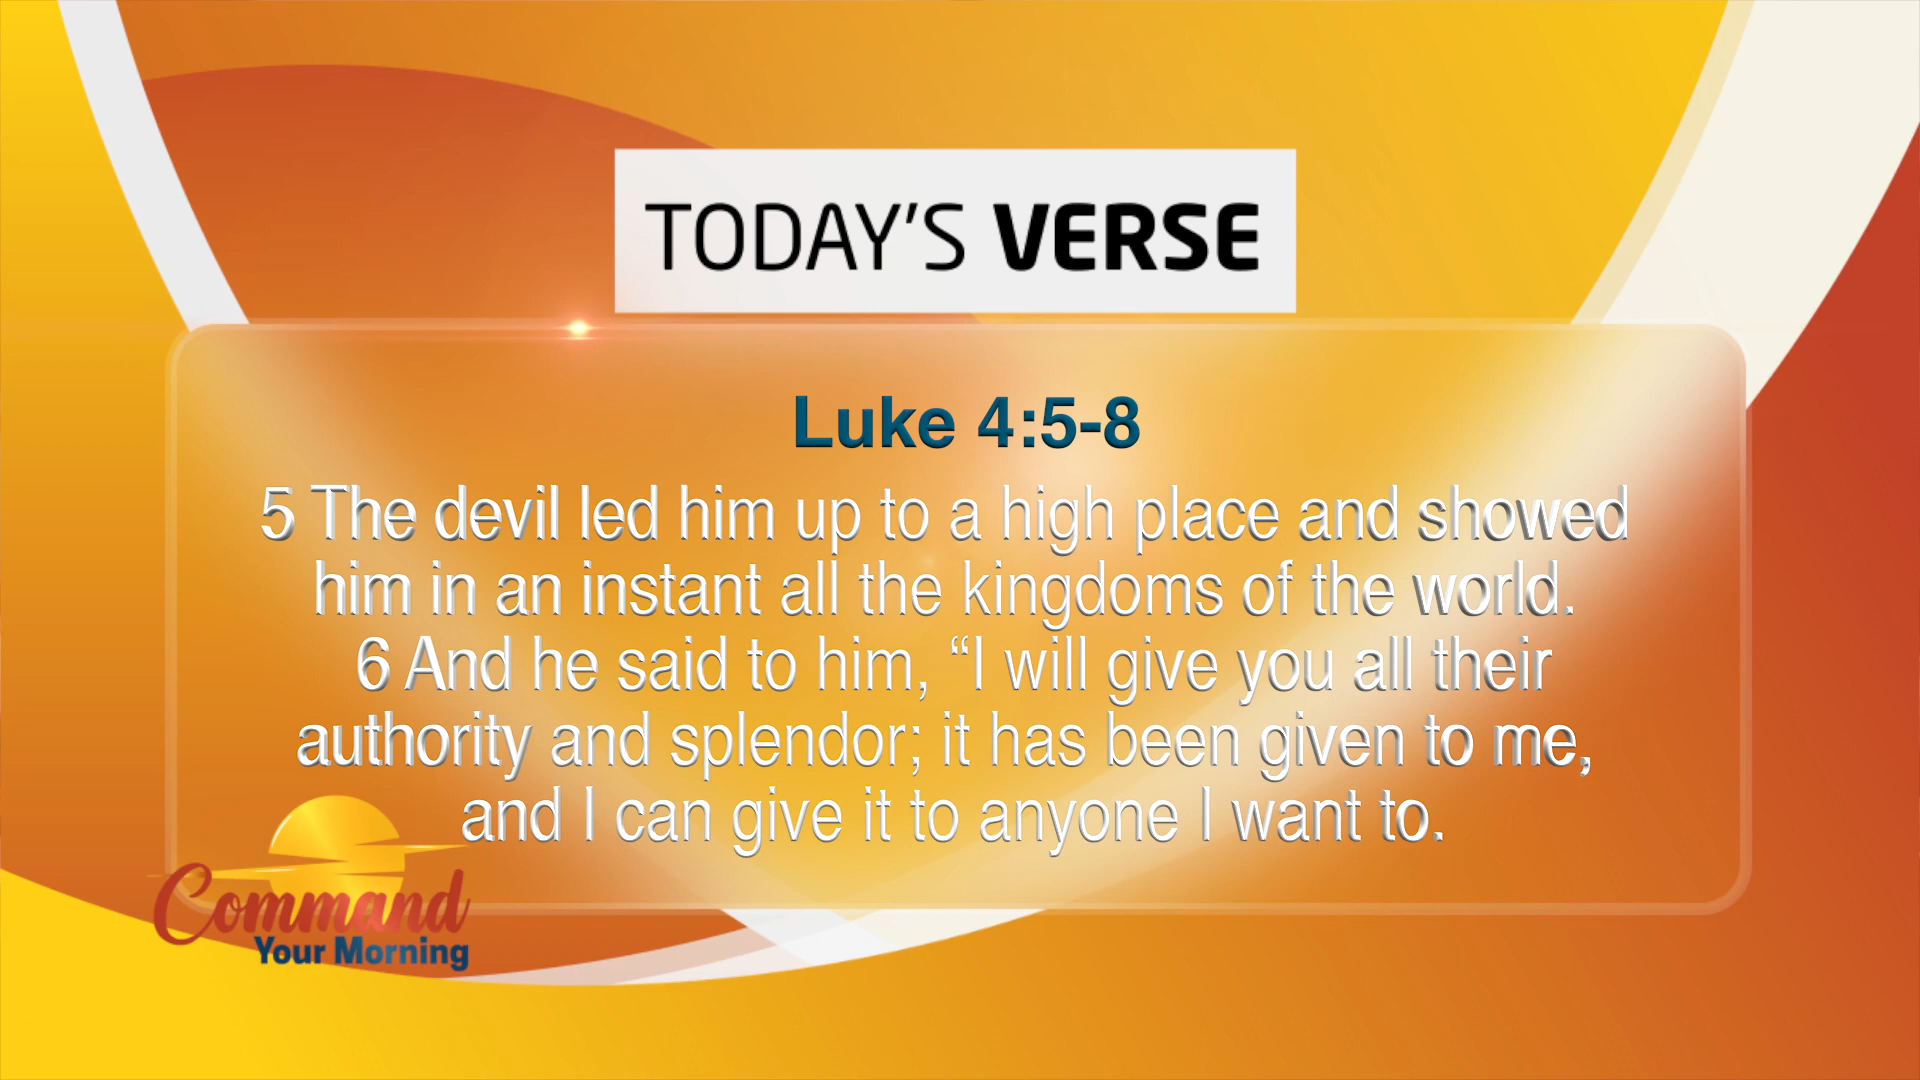 TODAY'S VERSE
Luke 4:5-8
5 The devil led him up to a high place and showed
him in an instant all the kingdoms of the world.
6 And he said to him, “I will give you all their
authority and splendor; it has been given to me,
and I can give it to anyone I want to.
Command
Your Morning